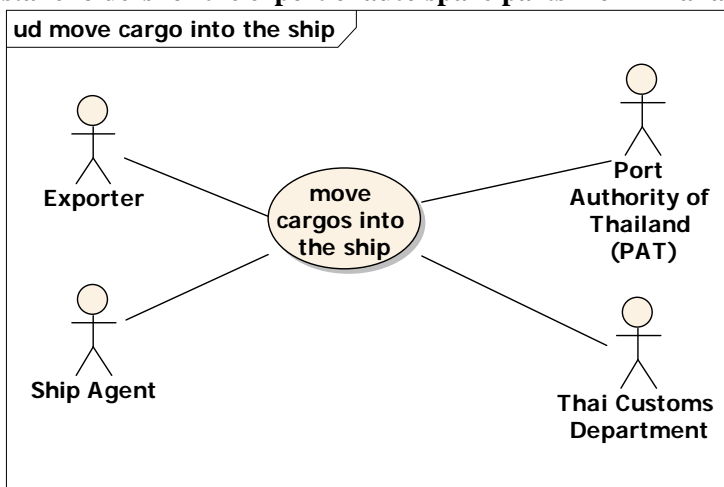 ud move cargo into the ship
Exporter
move
cargos into
the ship
Port
Authority of
Thailand
(PAT)
Ship Agent
Thai Customs
Department